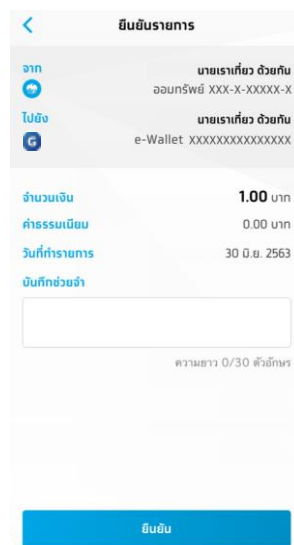 ยืนยันรายการ
จาก
นายเราเที่ยว ด้วยกัน
ออมทรัพย์ XXX-X-XXXXX-X
ไปยัง
นายเราเที่ยว ด้วยกัน
G
e-Wallet XXXXXXXXXXXXXXX
จำนวนเงิน 1.00 บาท
ค่าธรรมเนียม 0.00 บาท
วันที่ทำรายการ 30 มิ.ย. 2563
บันทึกช่วยจำ
ความยาว 0/30 ตัวอักษร
ยืนยัน